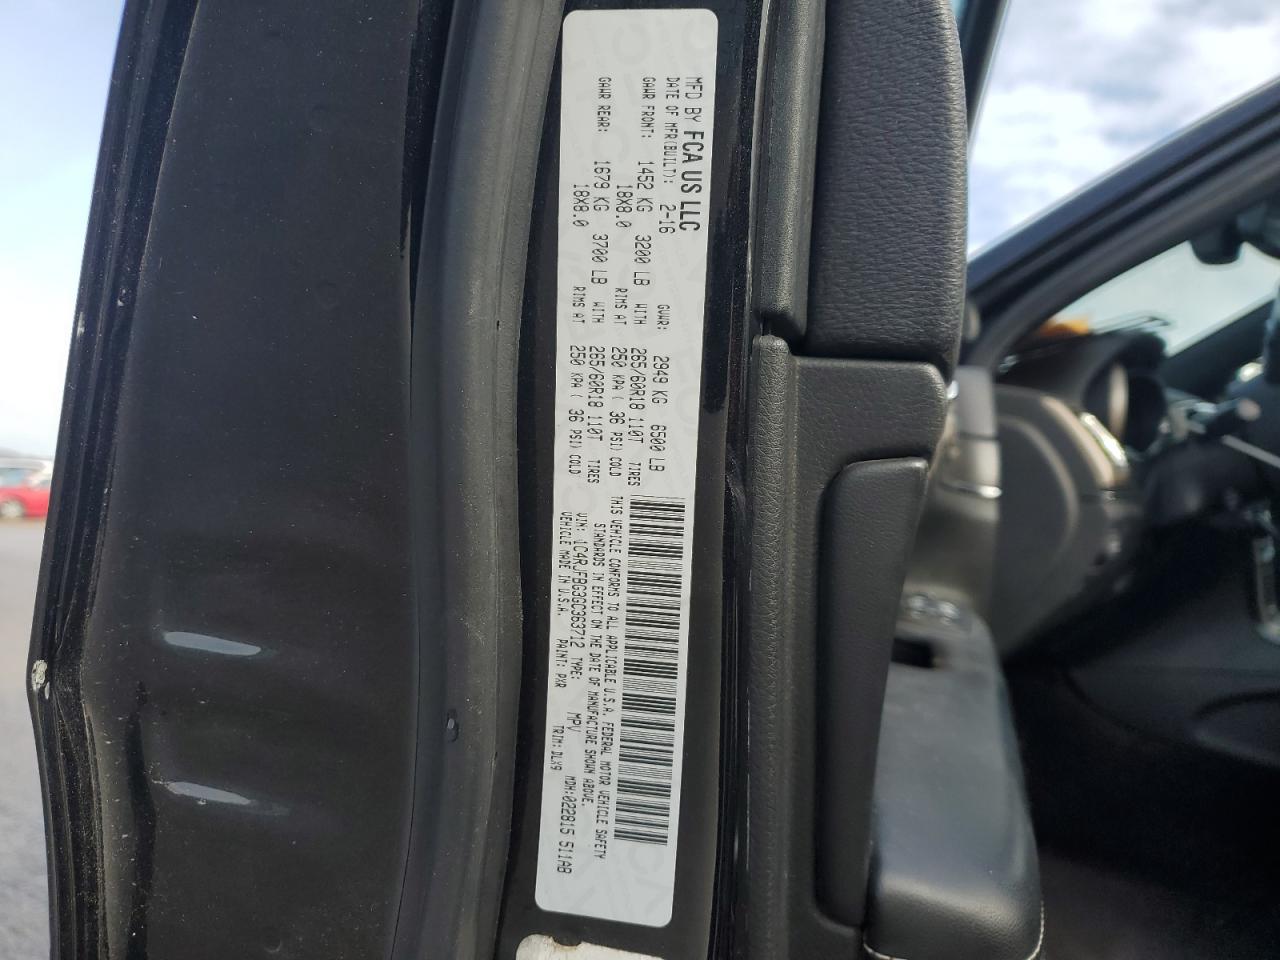 MFD BY FCA US LLC
DATE OF MFR(BUILT): 2-16 GVWR: 2949 KG 6500 LB
GAWR FRONT: 1452 KG 3200 LB WITH 265/60R18 110T TIRES
18X8.0 RIMS AT 250 KPA ( 36 PSI) COLD
GAWR REAR: 1679 KG 3700 LB WITH 265/60R18 110T TIRES
18X8.0 RIMS AT 250 KPA ( 36 PSI) COLD
THIS VEHICLE CONFORMS TO ALL APPLICABLE U.S.A. FEDERAL MOTOR VEHICLE SAFETY
STANDARDS IN EFFECT ON THE DATE OF MANUFACTURE SHOWN ABOVE.
VIN: 1C4RJFBG3GC363712 TYPE: MPV MDH:022815 511AB
VEHICLE MADE IN U.S.A. PAINT: PXR TRIM: DLX9